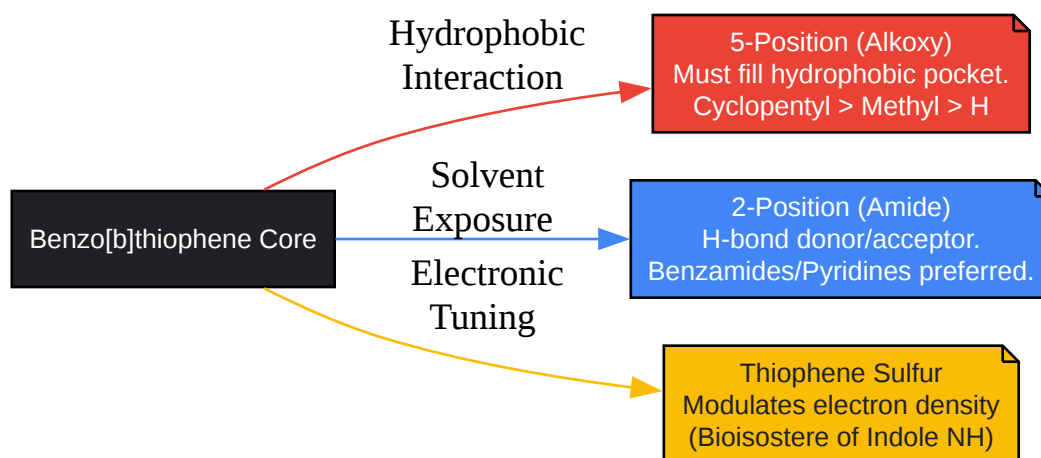 Hydrophobic
Interaction
5-Position (Alkoxy)
Must fill hydrophobic pocket.
Cyclopentyl > Methyl > H
Benzo[b]thiophene Core
Solvent
Exposure
2-Position (Amide)
H-bond donor/acceptor.
Benzamides/Pyridines preferred.
Electronic
Tuning
Thiophene Sulfur
Modulates electron density
(Bioisostere of Indole NH)